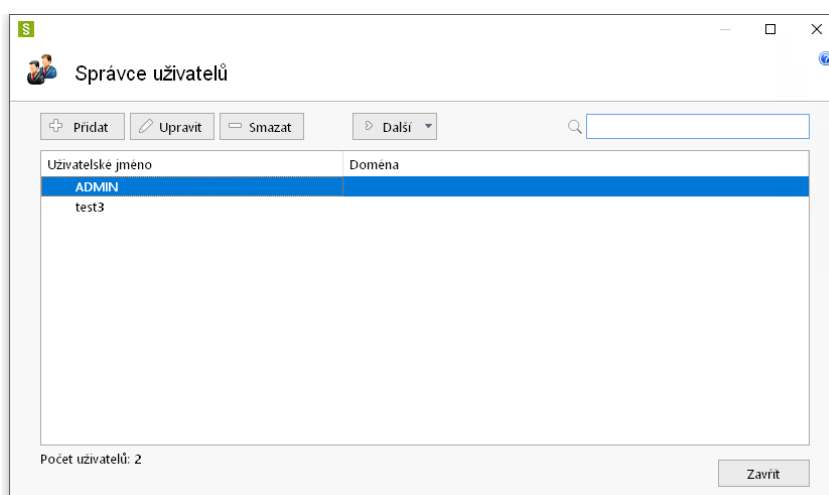 S
Správce uživatelů
Přidat Upravit Smazat Další
Uživatelské jméno Doména
ADMIN
test3
Počet uživatelů: 2
Zavřít